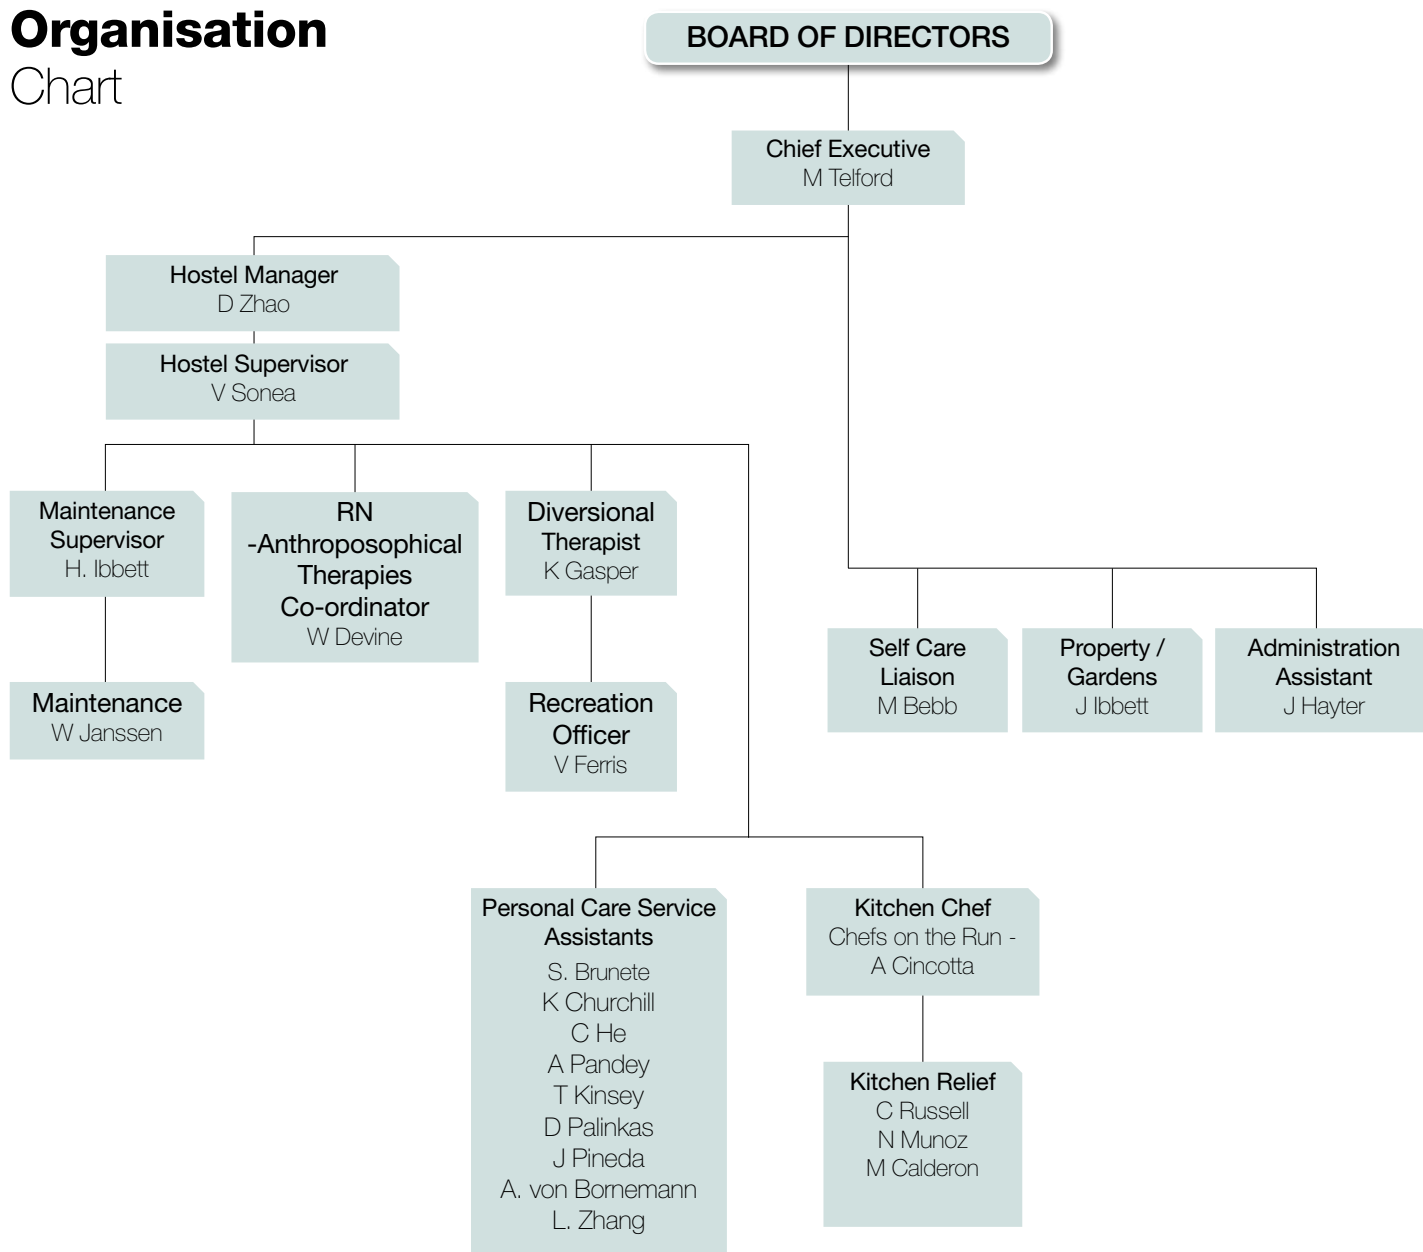 Organisation
Chart
BOARD OF DIRECTORS
Chief Executive
M Telford
Hostel Manager
D Zhao
Hostel Supervisor
V Sonea
Maintenance
Supervisor
H. Ibbett
RN
-Anthroposophical
Therapies
Co-ordinator
W Devine
Diversional
Therapist
K Gasper
Maintenance
W Janssen
Recreation
Officer
V Ferris
Self Care
Liaison
M Bebb
Property /
Gardens
J Ibbett
Administration
Assistant
J Hayter
Personal Care Service
Assistants
S. Brunete
K Churchill
C He
A Pandey
T Kinsey
D Palinkas
J Pineda
A. von Bornemann
L. Zhang
Kitchen Chef
Chefs on the Run -
A Cincotta
Kitchen Relief
C Russell
N Munoz
M Calderon